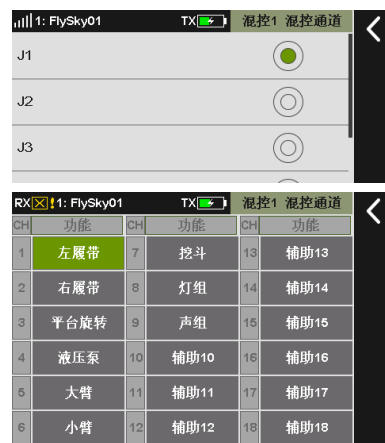 1: FlySky01 TX 混控1 混控通道
J1
J2
J3
RX 1: FlySky01 TX 混控1 混控通道
CH 功能 CH 功能 CH 功能
1 左履带 7 挖斗 13 辅助13
2 右履带 8 灯组 14 辅助14
3 平台旋转 9 声组 15 辅助15
4 液压泵 10 辅助10 16 辅助16
5 大臂 11 辅助11 17 辅助17
6 小臂 12 辅助12 18 辅助18